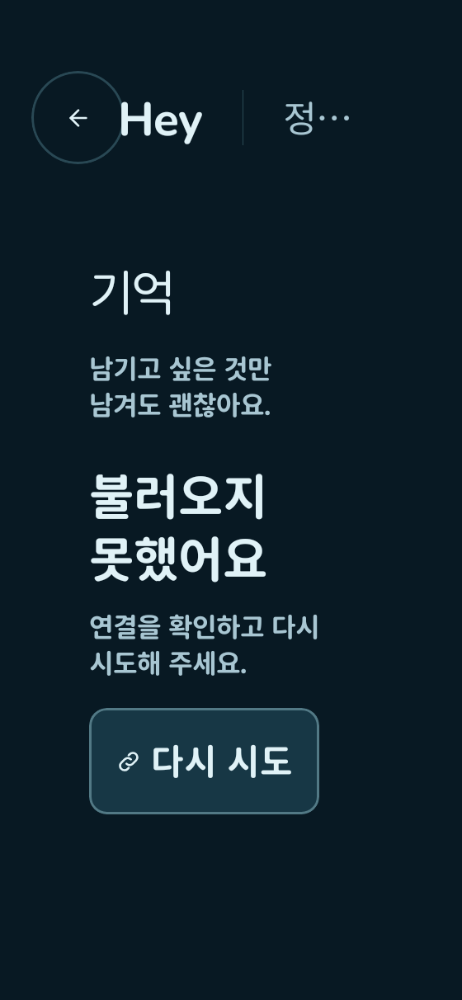 Hey
정…
기억
남기고 싶은 것만
남겨도 괜찮아요.
불러오지
못했어요
연결을 확인하고 다시
시도해 주세요.
다시 시도